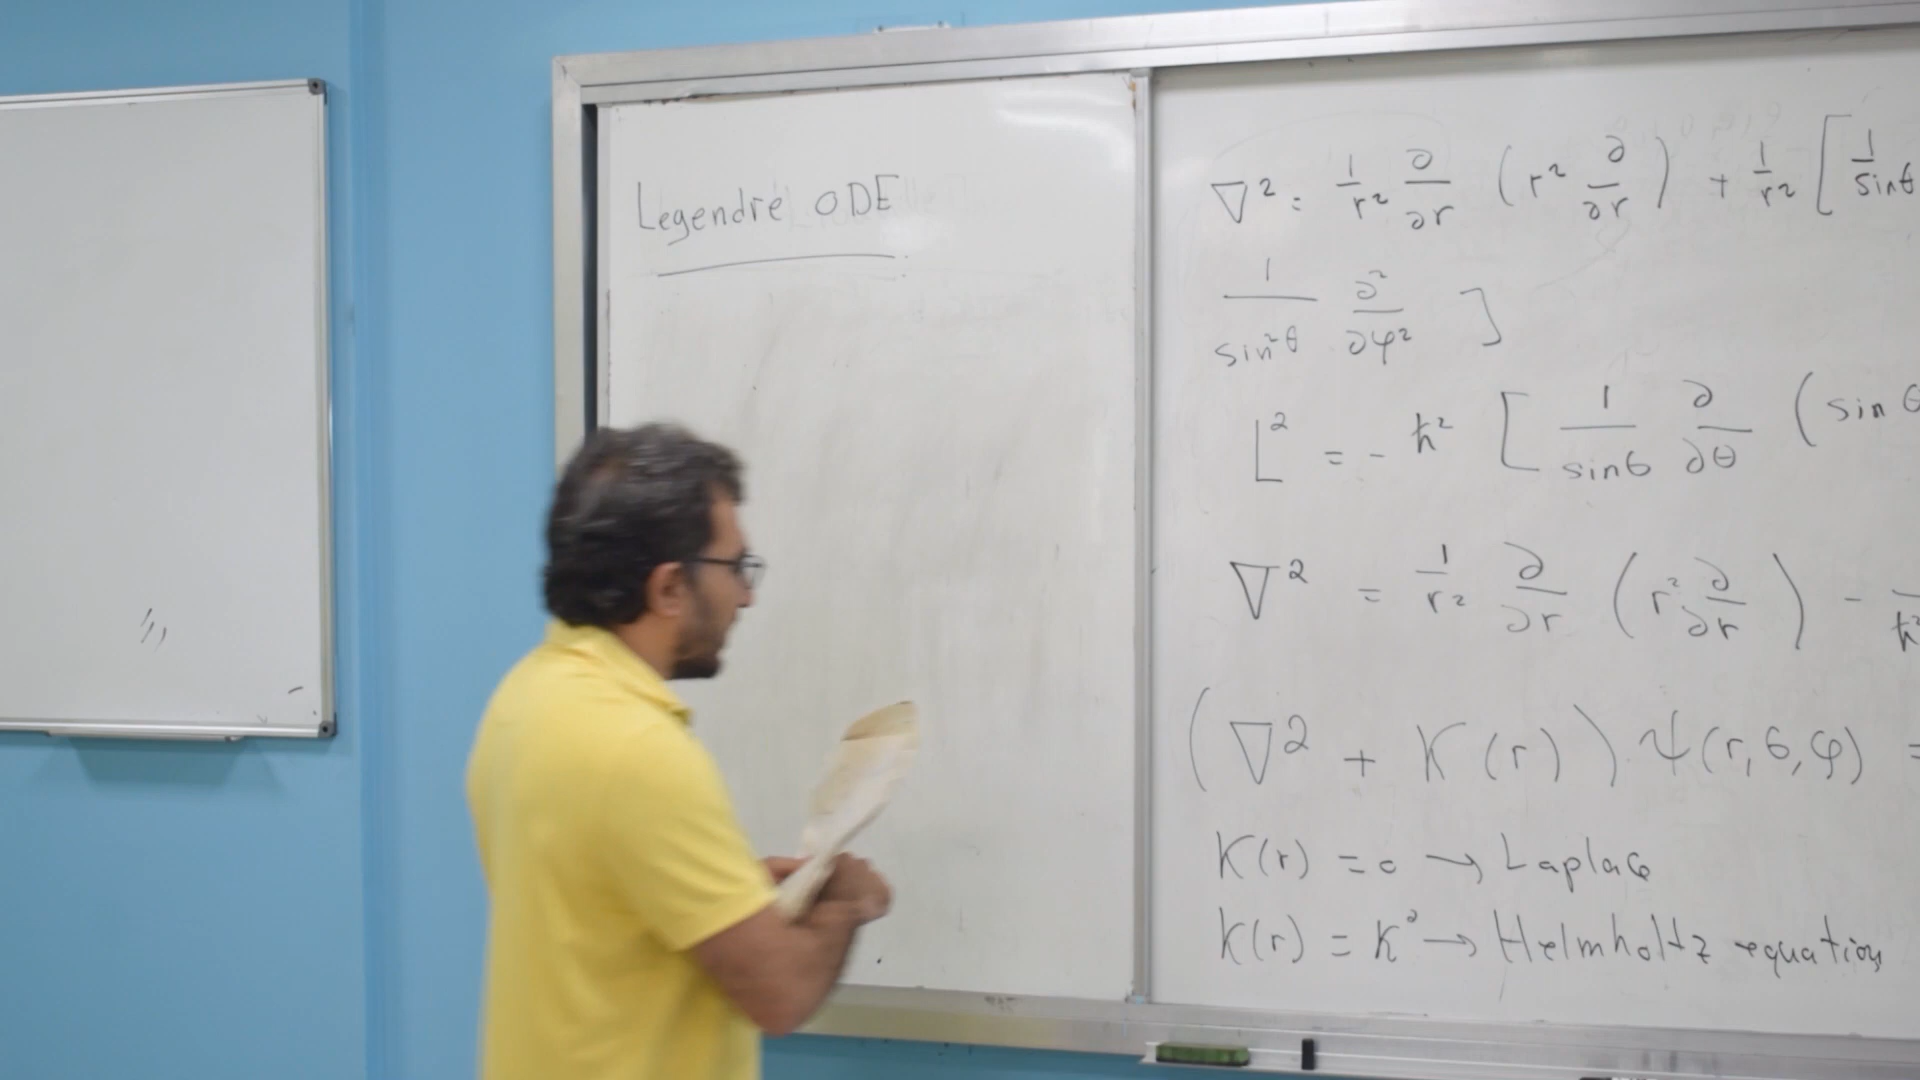 Legendre ODE
∇² = 1/r² ∂/∂r (r² ∂/∂r) + 1/r² [ 1/sinθ
1/sin²θ ∂²/∂φ² ]
L² = - ħ² [ 1/sinθ ∂/∂θ ( sin θ
∇² = 1/r² ∂/∂r (r² ∂/∂r) -
(∇² + K(r)) ψ(r,θ,φ) =
K(r) = 0 → Laplace
K(r) = K² → Helmholtz equation